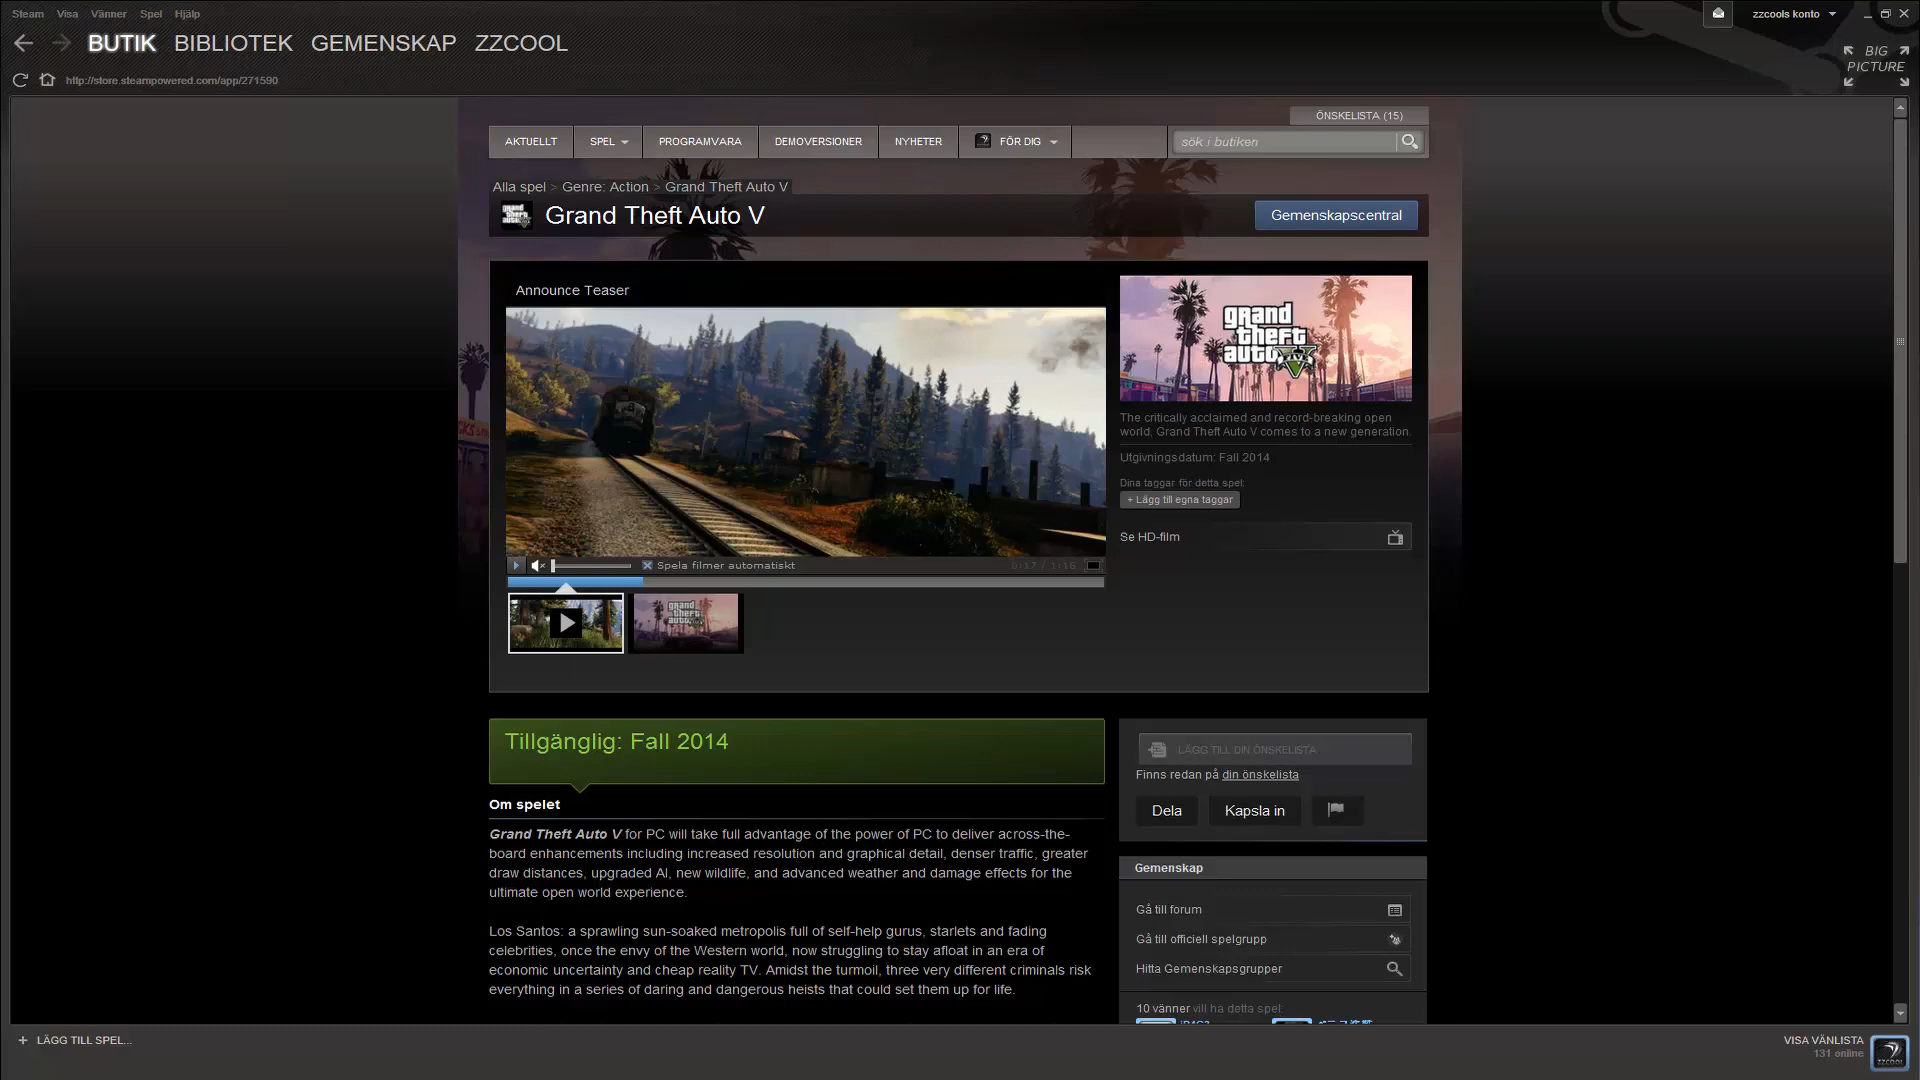 Steam Visa Vänner Spel Hjälp
zzcools konto
BUTIK BIBLIOTEK GEMENSKAP ZZCOOL
BIG PICTURE
http://store.steampowered.com/app/271590
ÖNSKELISTA (15)
AKTUELLT SPEL PROGRAMVARA DEMOVERSIONER NYHETER FÖR DIG sök i butiken
Alla spel > Genre: Action > Grand Theft Auto V
Grand Theft Auto V
Gemenskapscentral
Announce Teaser
grand
theft
auto V
FIVE
The critically acclaimed and record-breaking open
world, Grand Theft Auto V comes to a new generation.
Utgivningsdatum: Fall 2014
Dina taggar för detta spel:
+ Lägg till egna taggar
Se HD-film
Spela filmer automatiskt
0:17 / 1:16
grand
theft
auto
Tillgänglig: Fall 2014
LÄGG TILL DIN ÖNSKELISTA
Finns redan på din önskelista
Dela Kapsla in
Om spelet
Grand Theft Auto V for PC will take full advantage of the power of PC to deliver across-the-
board enhancements including increased resolution and graphical detail, denser traffic, greater
draw distances, upgraded AI, new wildlife, and advanced weather and damage effects for the
ultimate open world experience.
Los Santos: a sprawling sun-soaked metropolis full of self-help gurus, starlets and fading
celebrities, once the envy of the Western world, now struggling to stay afloat in an era of
economic uncertainty and cheap reality TV. Amidst the turmoil, three very different criminals risk
everything in a series of daring and dangerous heists that could set them up for life.
Gemenskap
Gå till forum
Gå till officiell spelgrupp
Hitta Gemenskapsgrupper
10 vänner vill ha detta spel:
+ LÄGG TILL SPEL...
VISA VÄNLISTA
131 online
ZZCOOL